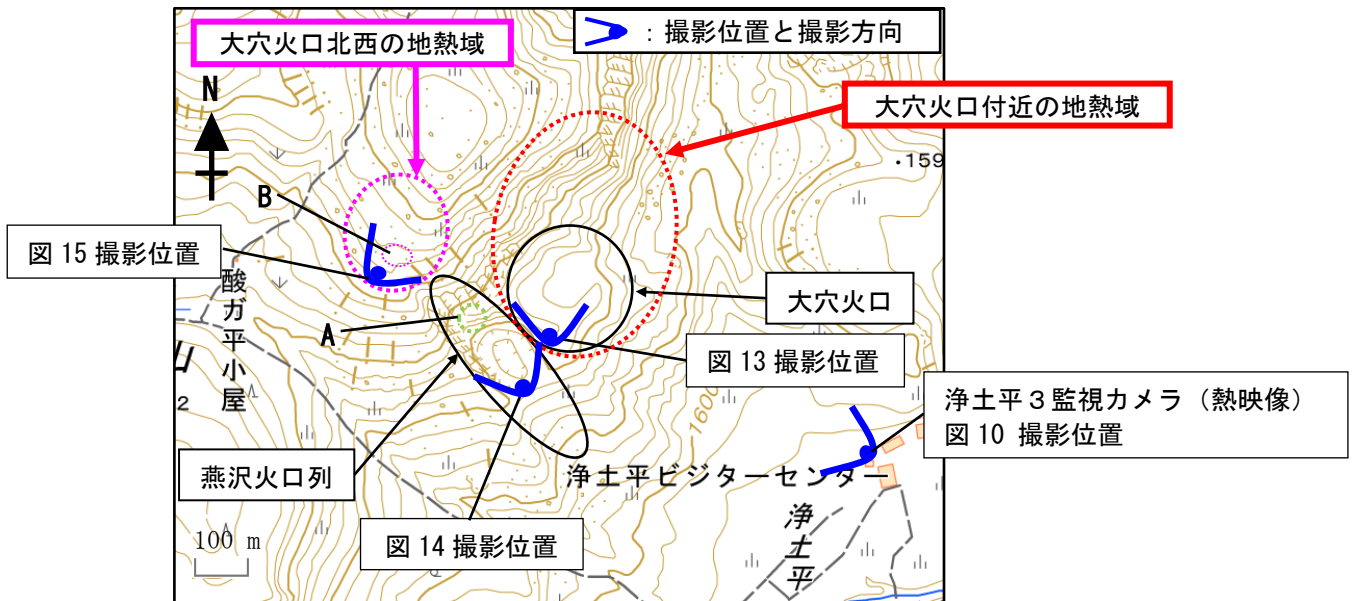 大穴火口北西の地熱域
：撮影位置と撮影方向
N
大穴火口付近の地熱域
・159
B
図 15 撮影位置
酸ガ平小屋
A
大穴火口
図 13 撮影位置
2
1600
浄土平３監視カメラ（熱映像）
図 10 撮影位置
燕沢火口列
浄土平ビジターセンター
図 14 撮影位置
浄土平
100 m